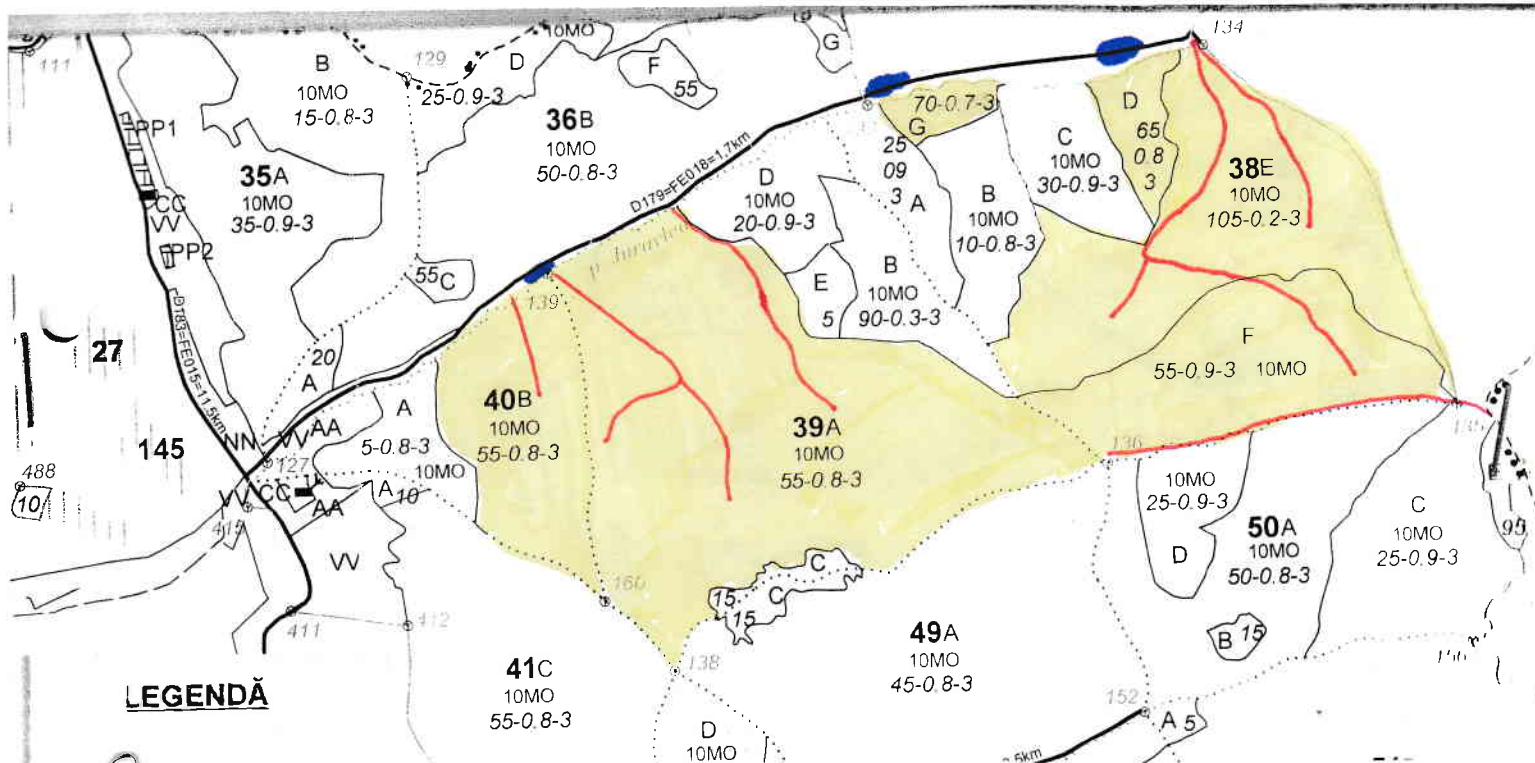 111
B
10MO
15-0.8-3
129
25-0.9-3
D
10MO
F
55
G
134
PP1
CC
VV
PP2
35A
10MO
35-0.9-3
36B
10MO
50-0.8-3
D179=FE018=1.7km
55C
D
10MO
20-0.9-3
70-0.7-3
G
25
09
3
A
B
10MO
10-0.8-3
C
10MO
30-0.9-3
D
65
0.8
3
38E
10MO
105-0.2-3
E
5
B
10MO
90-0.3-3
139
27
D183=FE015=11.5km
20
A
F
55-0.9-3 10MO
40B
10MO
55-0.8-3
39A
10MO
55-0.8-3
A
5-0.8-3
10MO
145
NN
VV
AA
127
488
10
VV
CC
AA
415
A
10
136
135
10MO
25-0.9-3
D
50A
10MO
50-0.8-3
C
10MO
25-0.9-3
95
VV
411
412
160
C
15
C
15
B
15
49A
10MO
45-0.8-3
138
41C
10MO
55-0.8-3
D
10MO
152
A 5
LEGENDĂ